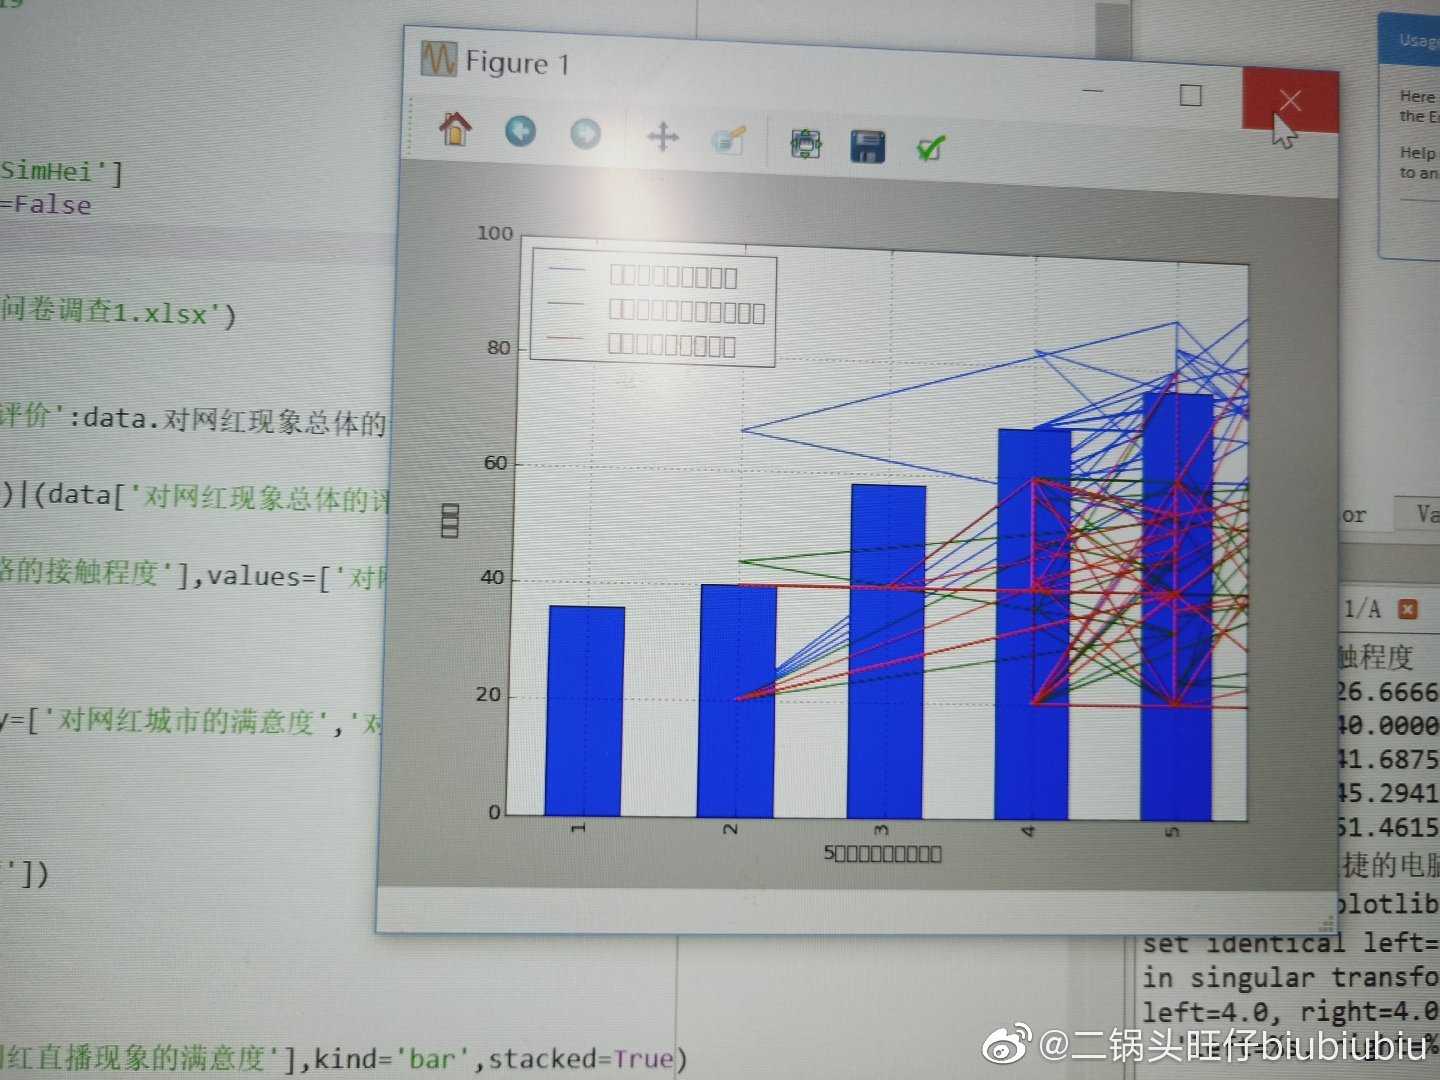 19
SimHei']
=False
问卷调查1.xlsx')
评价':data.对网红现象总体的
)|(data['对网红现象总体的评
的接触程度'],values=['对
y=['对网红城市的满意度','对
'])
红直播现象的满意度'],kind='bar',stacked=True)
Figure 1
100
80
60
40
20
0
1
2
3
4
5
5
Usage
Here
the Ed
Help
to an
or
Va
1/A
触程度
26.6666
40.0000
41.6875
45.2941
51.4615
捷的电脑
plotlib
set identical left=
in singular transfo
left=4.0, right=4.0
@二锅头旺仔biubiubiu